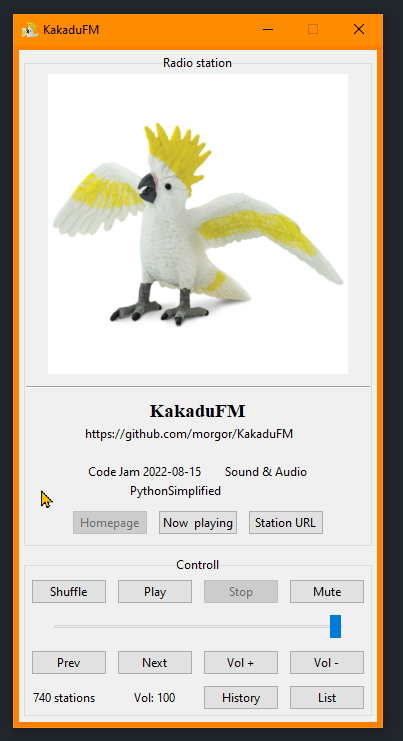 KakaduFM
Radio station
KakaduFM
https://github.com/morgor/KakaduFM
Code Jam 2022-08-15 Sound & Audio
PythonSimplified
Homepage Now playing Station URL
Controll
Shuffle Play Stop Mute
Prev Next Vol + Vol -
740 stations Vol: 100 History List